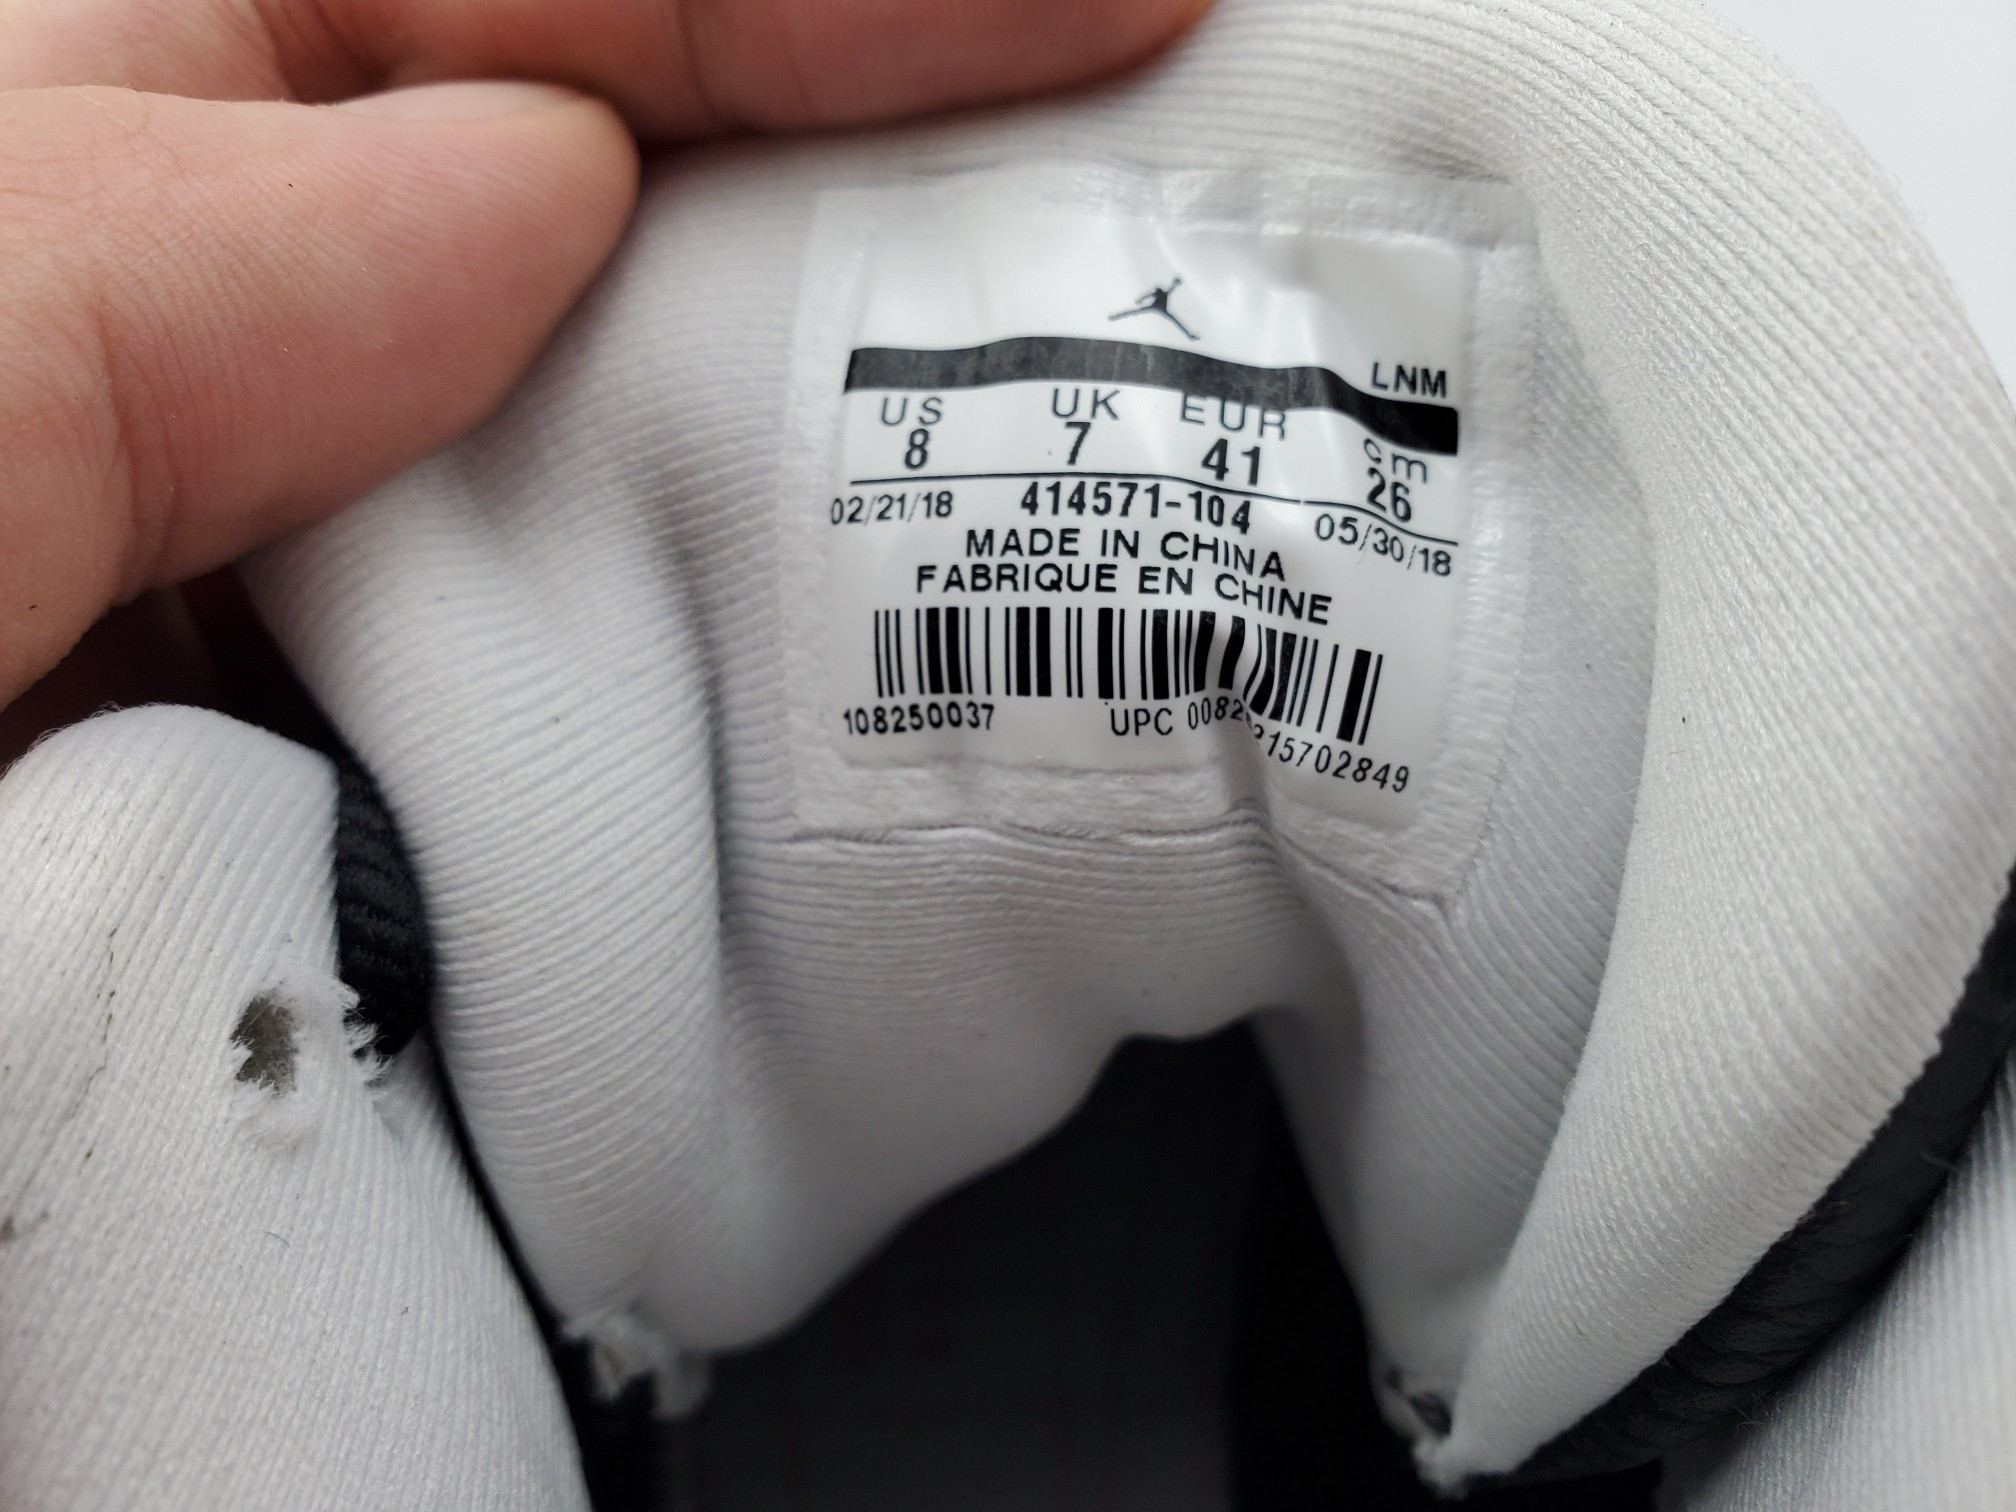 LNM
US UK EUR cm
8 7 41 26
02/21/18 414571-104 05/30/18
MADE IN CHINA
FABRIQUE EN CHINE
108250037 UPC